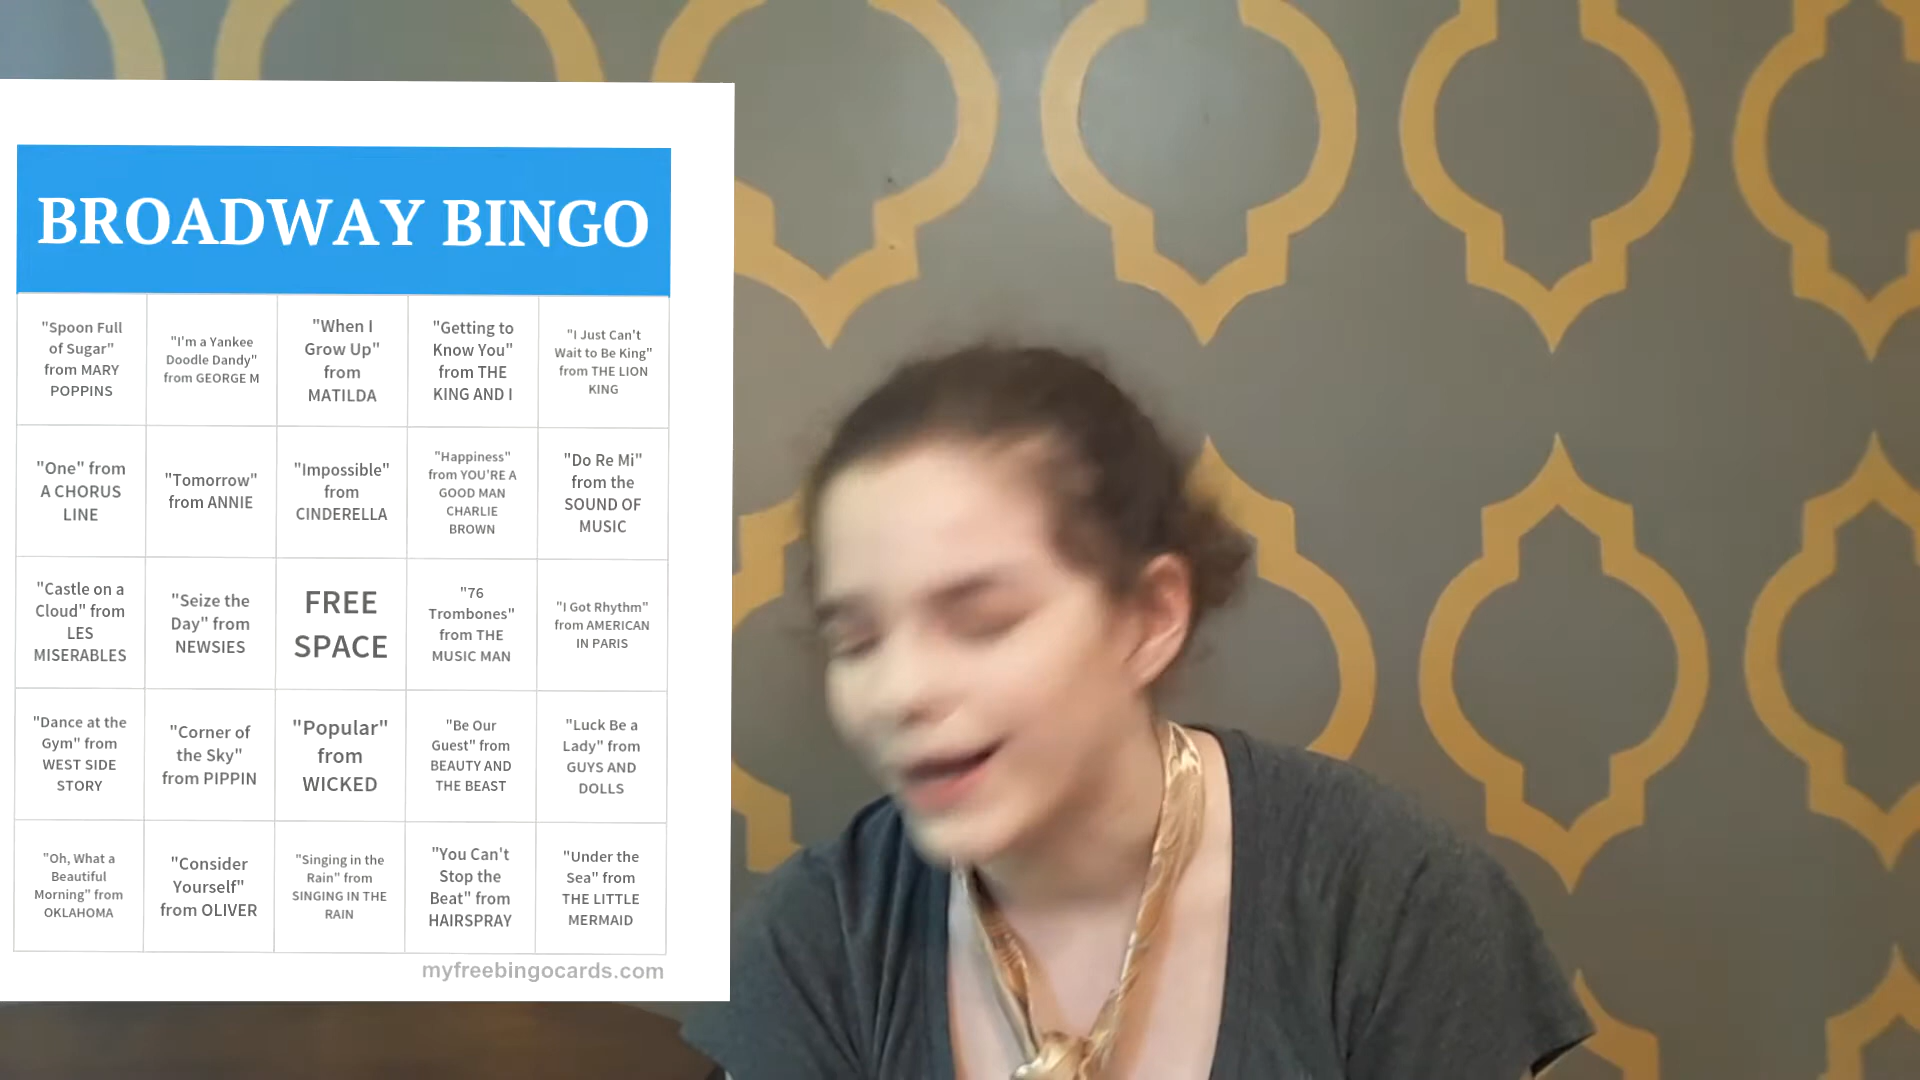 BROADWAY BINGO
"Spoon Full
of Sugar"
from MARY
POPPINS
"I'm a Yankee
Doodle Dandy"
from GEORGE M
"When I
Grow Up"
from
MATILDA
"Getting to
Know You"
from THE
KING AND I
"I Just Can't
Wait to Be King"
from THE LION
KING
"One" from
A CHORUS
LINE
"Tomorrow"
from ANNIE
"Impossible"
from
CINDERELLA
"Happiness"
from YOU'RE A
GOOD MAN
CHARLIE
BROWN
"Do Re Mi"
from the
SOUND OF
MUSIC
"Castle on a
Cloud" from
LES
MISERABLES
"Seize the
Day" from
NEWSIES
FREE
SPACE
"76
Trombones"
from THE
MUSIC MAN
"I Got Rhythm"
from AMERICAN
IN PARIS
"Dance at the
Gym" from
WEST SIDE
STORY
"Corner of
the Sky"
from PIPPIN
"Popular"
from
WICKED
"Be Our
Guest" from
BEAUTY AND
THE BEAST
"Luck Be a
Lady" from
GUYS AND
DOLLS
"Oh, What a
Beautiful
Morning" from
OKLAHOMA
"Consider
Yourself"
from OLIVER
"Singing in the
Rain" from
SINGING IN THE
RAIN
"You Can't
Stop the
Beat" from
HAIRSPRAY
"Under the
Sea" from
THE LITTLE
MERMAID
myfreebingocards.com